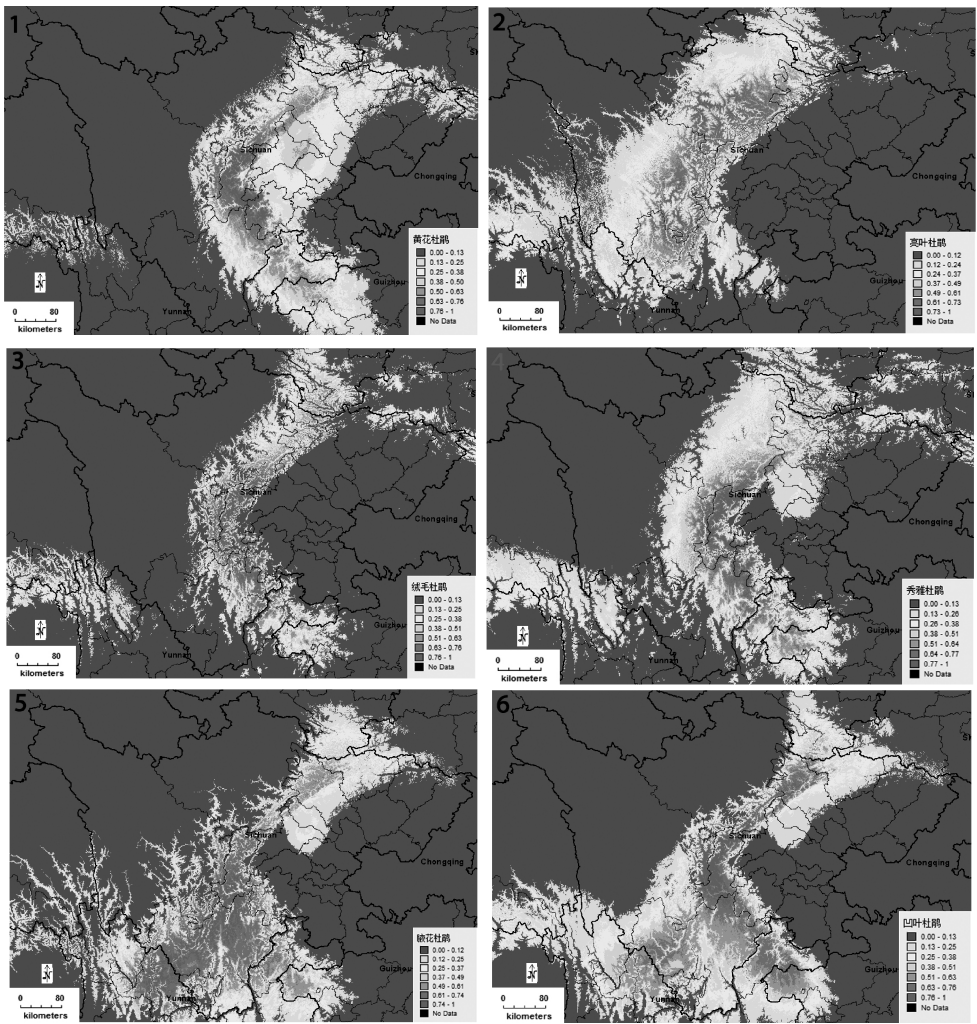 1
Sichuan
Chongqing
Guizhou
Yunnan
黄花杜鹃
0.00 - 0.13
0.13 - 0.25
0.25 - 0.38
0.38 - 0.50
0.50 - 0.63
0.63 - 0.76
0.76 - 1
No Data
N
0 80
kilometers
2
Sichuan
Chongqing
Guizhou
Yunnan
亮叶杜鹃
0.00 - 0.12
0.12 - 0.24
0.24 - 0.37
0.37 - 0.49
0.49 - 0.61
0.61 - 0.73
0.73 - 1
No Data
N
0 80
kilometers
3
Sichuan
Chongqing
Guizhou
Yunnan
绒毛杜鹃
0.00 - 0.13
0.13 - 0.25
0.25 - 0.38
0.38 - 0.51
0.51 - 0.63
0.63 - 0.76
0.76 - 1
No Data
N
0 80
kilometers
4
Sichuan
Chongqing
Guizhou
Yunnan
秀雅杜鹃
0.00 - 0.13
0.13 - 0.26
0.26 - 0.38
0.38 - 0.51
0.51 - 0.64
0.64 - 0.77
0.77 - 1
No Data
N
0 80
kilometers
5
Sichuan
Chongqing
Guizhou
Yunnan
腋花杜鹃
0.00 - 0.12
0.12 - 0.25
0.25 - 0.37
0.37 - 0.49
0.49 - 0.61
0.61 - 0.74
0.74 - 1
No Data
N
0 80
kilometers
6
Sichuan
Chongqing
Guizhou
Yunnan
凹叶杜鹃
0.00 - 0.13
0.13 - 0.25
0.25 - 0.38
0.38 - 0.51
0.51 - 0.63
0.63 - 0.76
0.76 - 1
No Data
N
0 80
kilometers